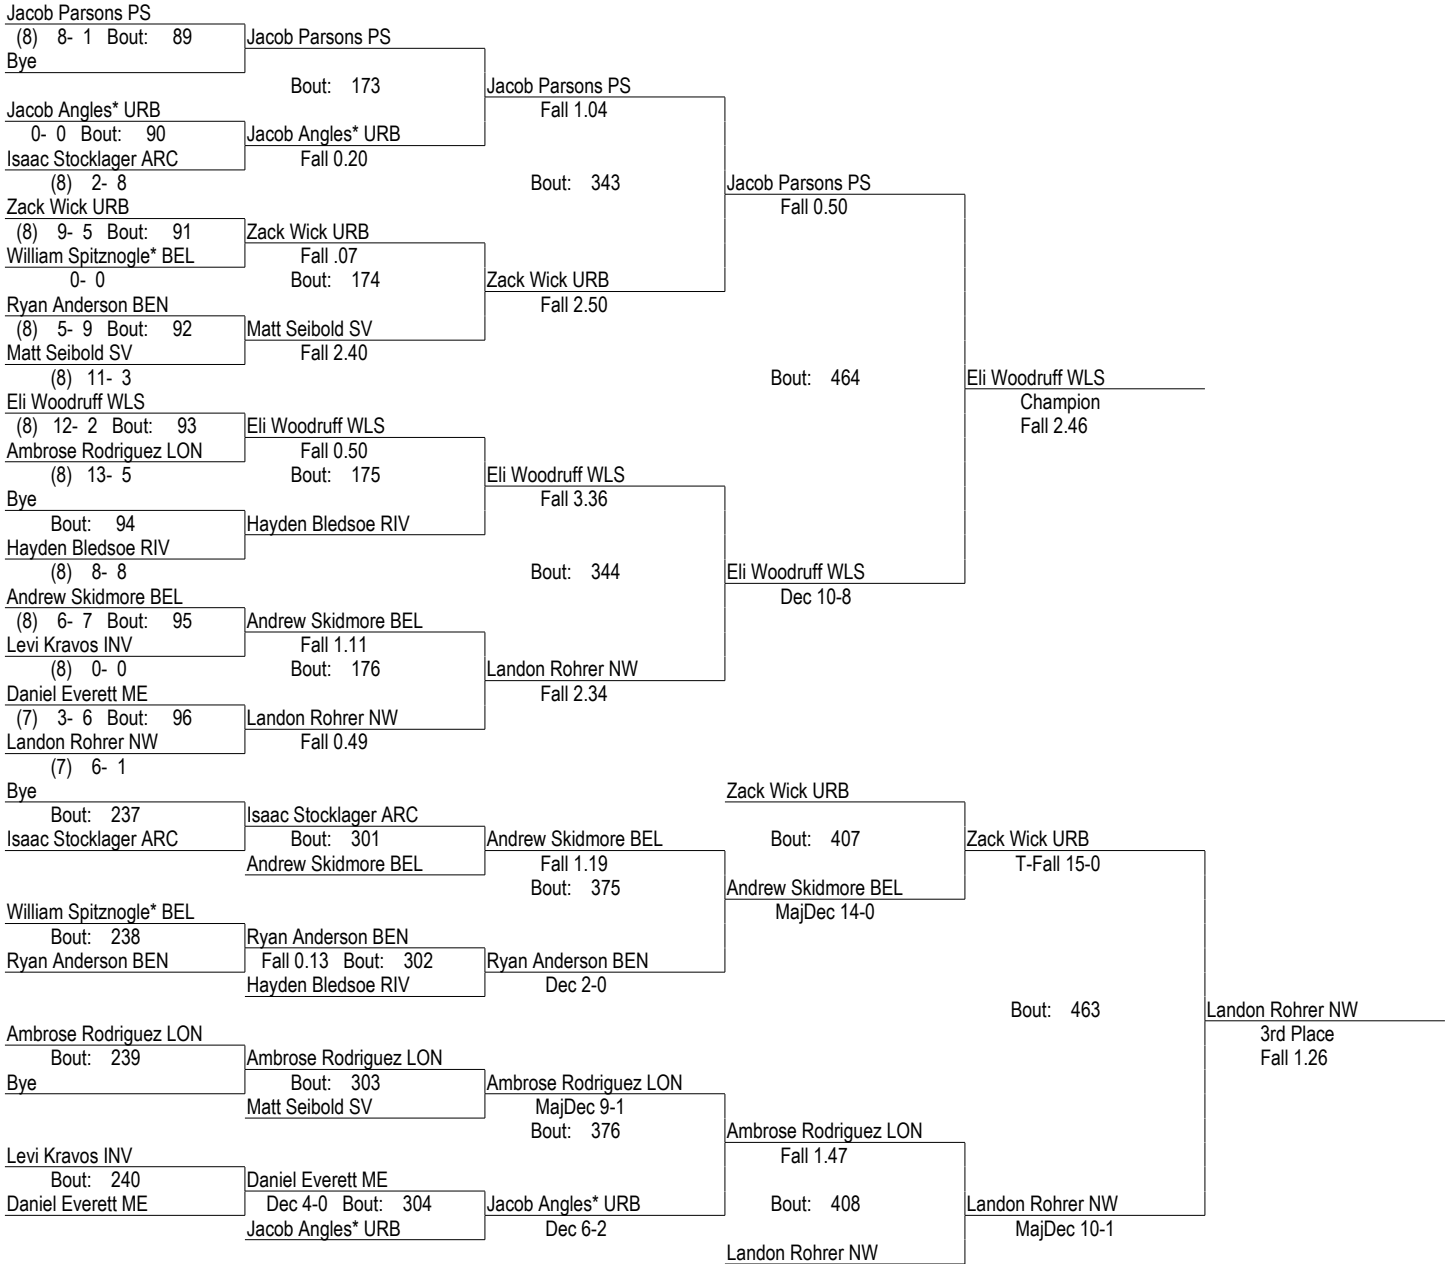 Jacob Parsons PS
(8) 8- 1 Bout: 89 Jacob Parsons PS
Bye
Bout: 173 Jacob Parsons PS
Jacob Angles* URB Fall 1.04
0- 0 Bout: 90 Jacob Angles* URB
Isaac Stocklager ARC Fall 0.20
(8) 2- 8 Bout: 343 Jacob Parsons PS
Zack Wick URB Fall 0.50
(8) 9- 5 Bout: 91 Zack Wick URB
William Spitznogle* BEL Fall .07
0- 0 Bout: 174 Zack Wick URB
Ryan Anderson BEN Fall 2.50
(8) 5- 9 Bout: 92 Matt Seibold SV
Matt Seibold SV Fall 2.40
(8) 11- 3 Bout: 464 Eli Woodruff WLS
Eli Woodruff WLS Champion
(8) 12- 2 Bout: 93 Eli Woodruff WLS Fall 2.46
Ambrose Rodriguez LON Fall 0.50
(8) 13- 5 Bout: 175 Eli Woodruff WLS
Bye Fall 3.36
Bout: 94 Hayden Bledsoe RIV
Hayden Bledsoe RIV
(8) 8- 8 Bout: 344 Eli Woodruff WLS
Andrew Skidmore BEL Dec 10-8
(8) 6- 7 Bout: 95 Andrew Skidmore BEL
Levi Kravos INV Fall 1.11
(8) 0- 0 Bout: 176 Landon Rohrer NW
Daniel Everett ME Fall 2.34
(7) 3- 6 Bout: 96 Landon Rohrer NW
Landon Rohrer NW Fall 0.49
(7) 6- 1
Bye Zack Wick URB
Bout: 237 Isaac Stocklager ARC
Isaac Stocklager ARC Bout: 301 Andrew Skidmore BEL Bout: 407 Zack Wick URB
Andrew Skidmore BEL Fall 1.19 T-Fall 15-0
Bout: 375 Andrew Skidmore BEL
William Spitznogle* BEL MajDec 14-0
Bout: 238 Ryan Anderson BEN
Ryan Anderson BEN Fall 0.13 Bout: 302 Ryan Anderson BEN
Hayden Bledsoe RIV Dec 2-0
Bout: 463 Landon Rohrer NW
Ambrose Rodriguez LON 3rd Place
Bout: 239 Ambrose Rodriguez LON Fall 1.26
Bye Bout: 303 Ambrose Rodriguez LON
Matt Seibold SV MajDec 9-1
Bout: 376 Ambrose Rodriguez LON
Levi Kravos INV Fall 1.47
Bout: 240 Daniel Everett ME
Daniel Everett ME Dec 4-0 Bout: 304 Jacob Angles* URB Bout: 408 Landon Rohrer NW
Jacob Angles* URB Dec 6-2 MajDec 10-1
Landon Rohrer NW